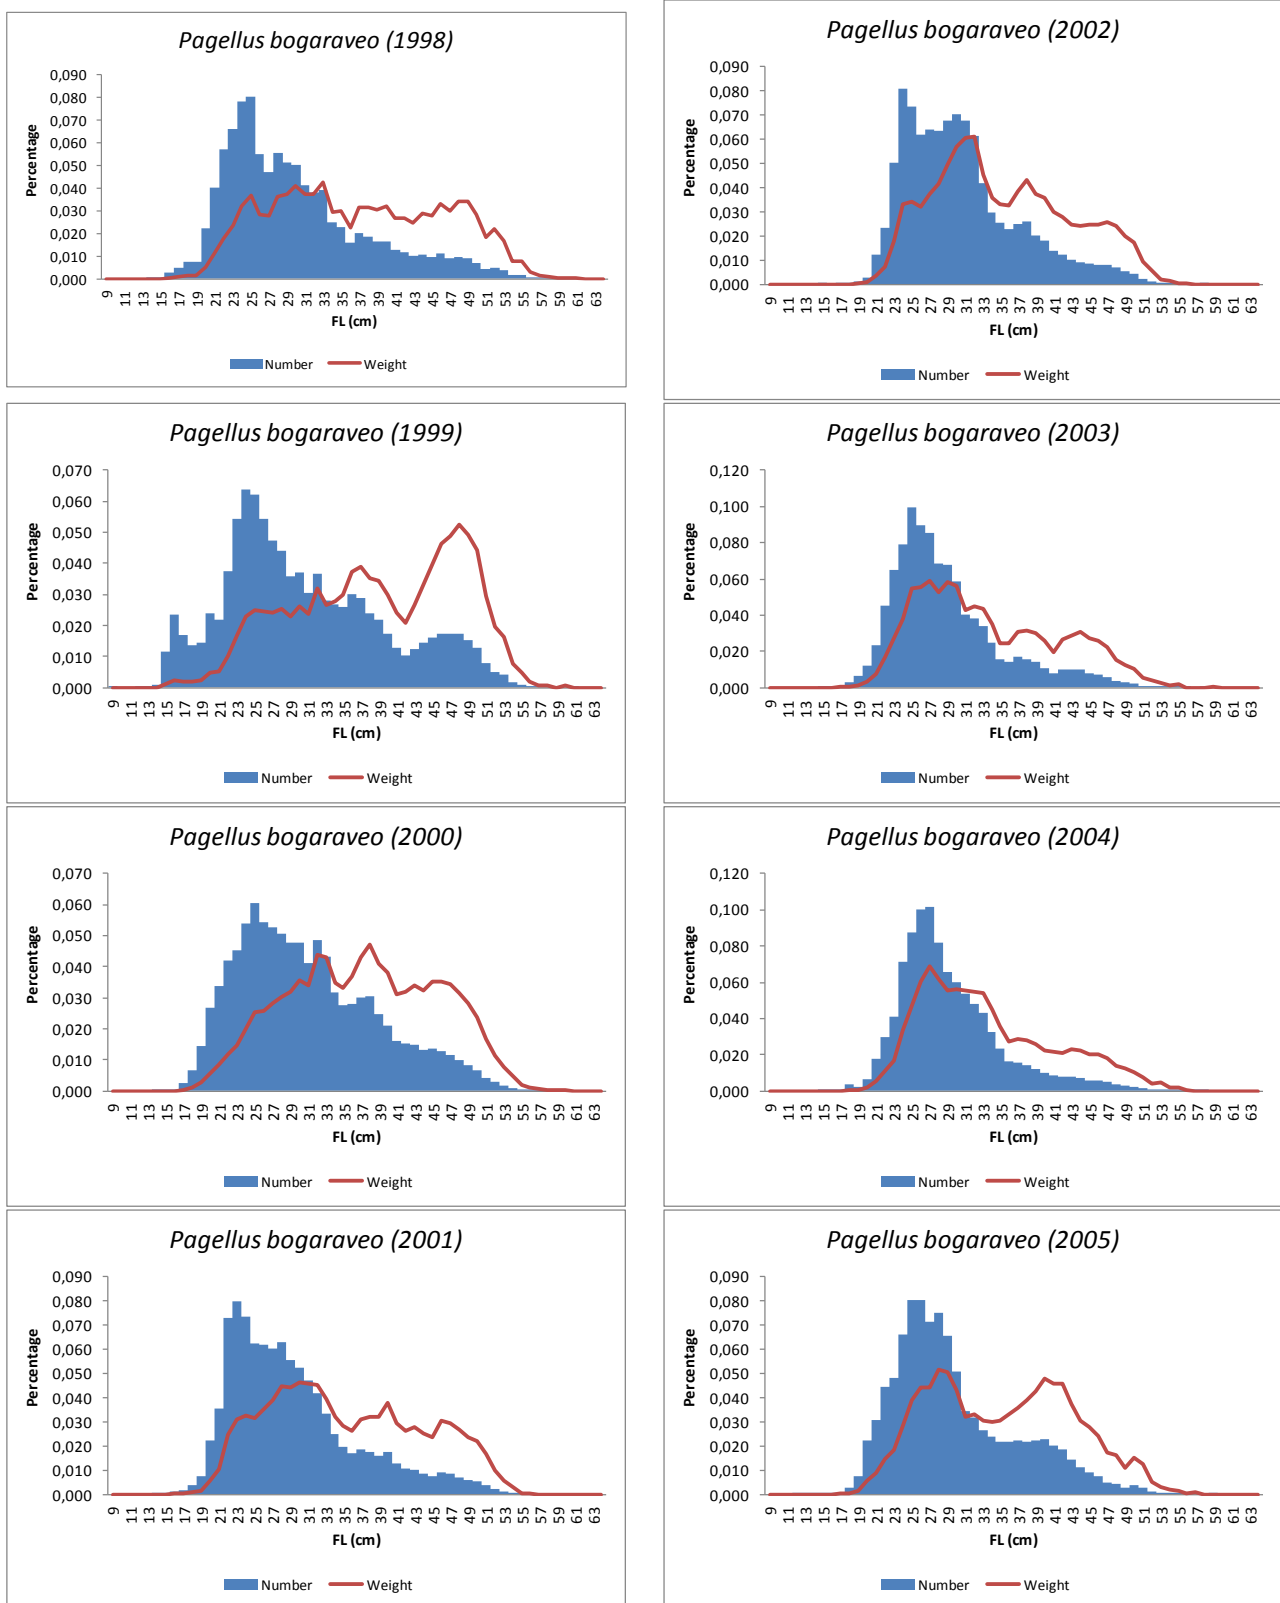 Pagellus bogaraveo (1998)
0,090
0,080
0,070
0,060
0,050
0,040
0,030
0,020
0,010
0,000
Percentage
9 11 13 15 17 19 21 23 25 27 29 31 33 35 37 39 41 43 45 47 49 51 53 55 57 59 61 63
FL (cm)
Number Weight
Pagellus bogaraveo (2002)
0,090
0,080
0,070
0,060
0,050
0,040
0,030
0,020
0,010
0,000
Percentage
9 11 13 15 17 19 21 23 25 27 29 31 33 35 37 39 41 43 45 47 49 51 53 55 57 59 61 63
FL (cm)
Number Weight
Pagellus bogaraveo (1999)
0,070
0,060
0,050
0,040
0,030
0,020
0,010
0,000
Percentage
9 11 13 15 17 19 21 23 25 27 29 31 33 35 37 39 41 43 45 47 49 51 53 55 57 59 61 63
FL (cm)
Number Weight
Pagellus bogaraveo (2003)
0,120
0,100
0,080
0,060
0,040
0,020
0,000
Percentage
9 11 13 15 17 19 21 23 25 27 29 31 33 35 37 39 41 43 45 47 49 51 53 55 57 59 61 63
FL (cm)
Number Weight
Pagellus bogaraveo (2000)
0,070
0,060
0,050
0,040
0,030
0,020
0,010
0,000
Percentage
9 11 13 15 17 19 21 23 25 27 29 31 33 35 37 39 41 43 45 47 49 51 53 55 57 59 61 63
FL (cm)
Number Weight
Pagellus bogaraveo (2004)
0,120
0,100
0,080
0,060
0,040
0,020
0,000
Percentage
9 11 13 15 17 19 21 23 25 27 29 31 33 35 37 39 41 43 45 47 49 51 53 55 57 59 61 63
FL (cm)
Number Weight
Pagellus bogaraveo (2001)
0,090
0,080
0,070
0,060
0,050
0,040
0,030
0,020
0,010
0,000
Percentage
9 11 13 15 17 19 21 23 25 27 29 31 33 35 37 39 41 43 45 47 49 51 53 55 57 59 61 63
FL (cm)
Number Weight
Pagellus bogaraveo (2005)
0,090
0,080
0,070
0,060
0,050
0,040
0,030
0,020
0,010
0,000
Percentage
9 11 13 15 17 19 21 23 25 27 29 31 33 35 37 39 41 43 45 47 49 51 53 55 57 59 61 63
FL (cm)
Number Weight